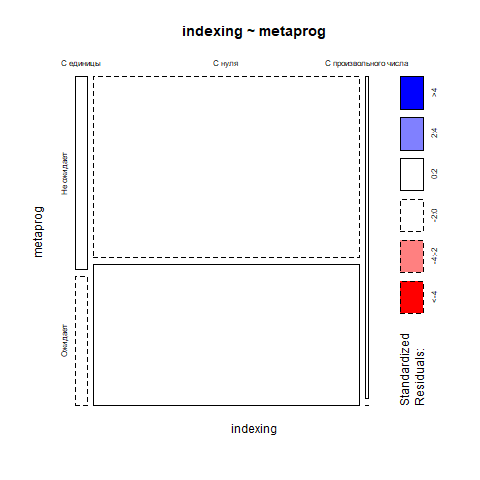 indexing ~ metaprog
С единицы
С нуля
С произвольного числа
Не ожидает
Ожидает
metaprog
indexing
>4
2:4
0:2
-2:0
-4:-2
<-4
Standardized
Residuals: